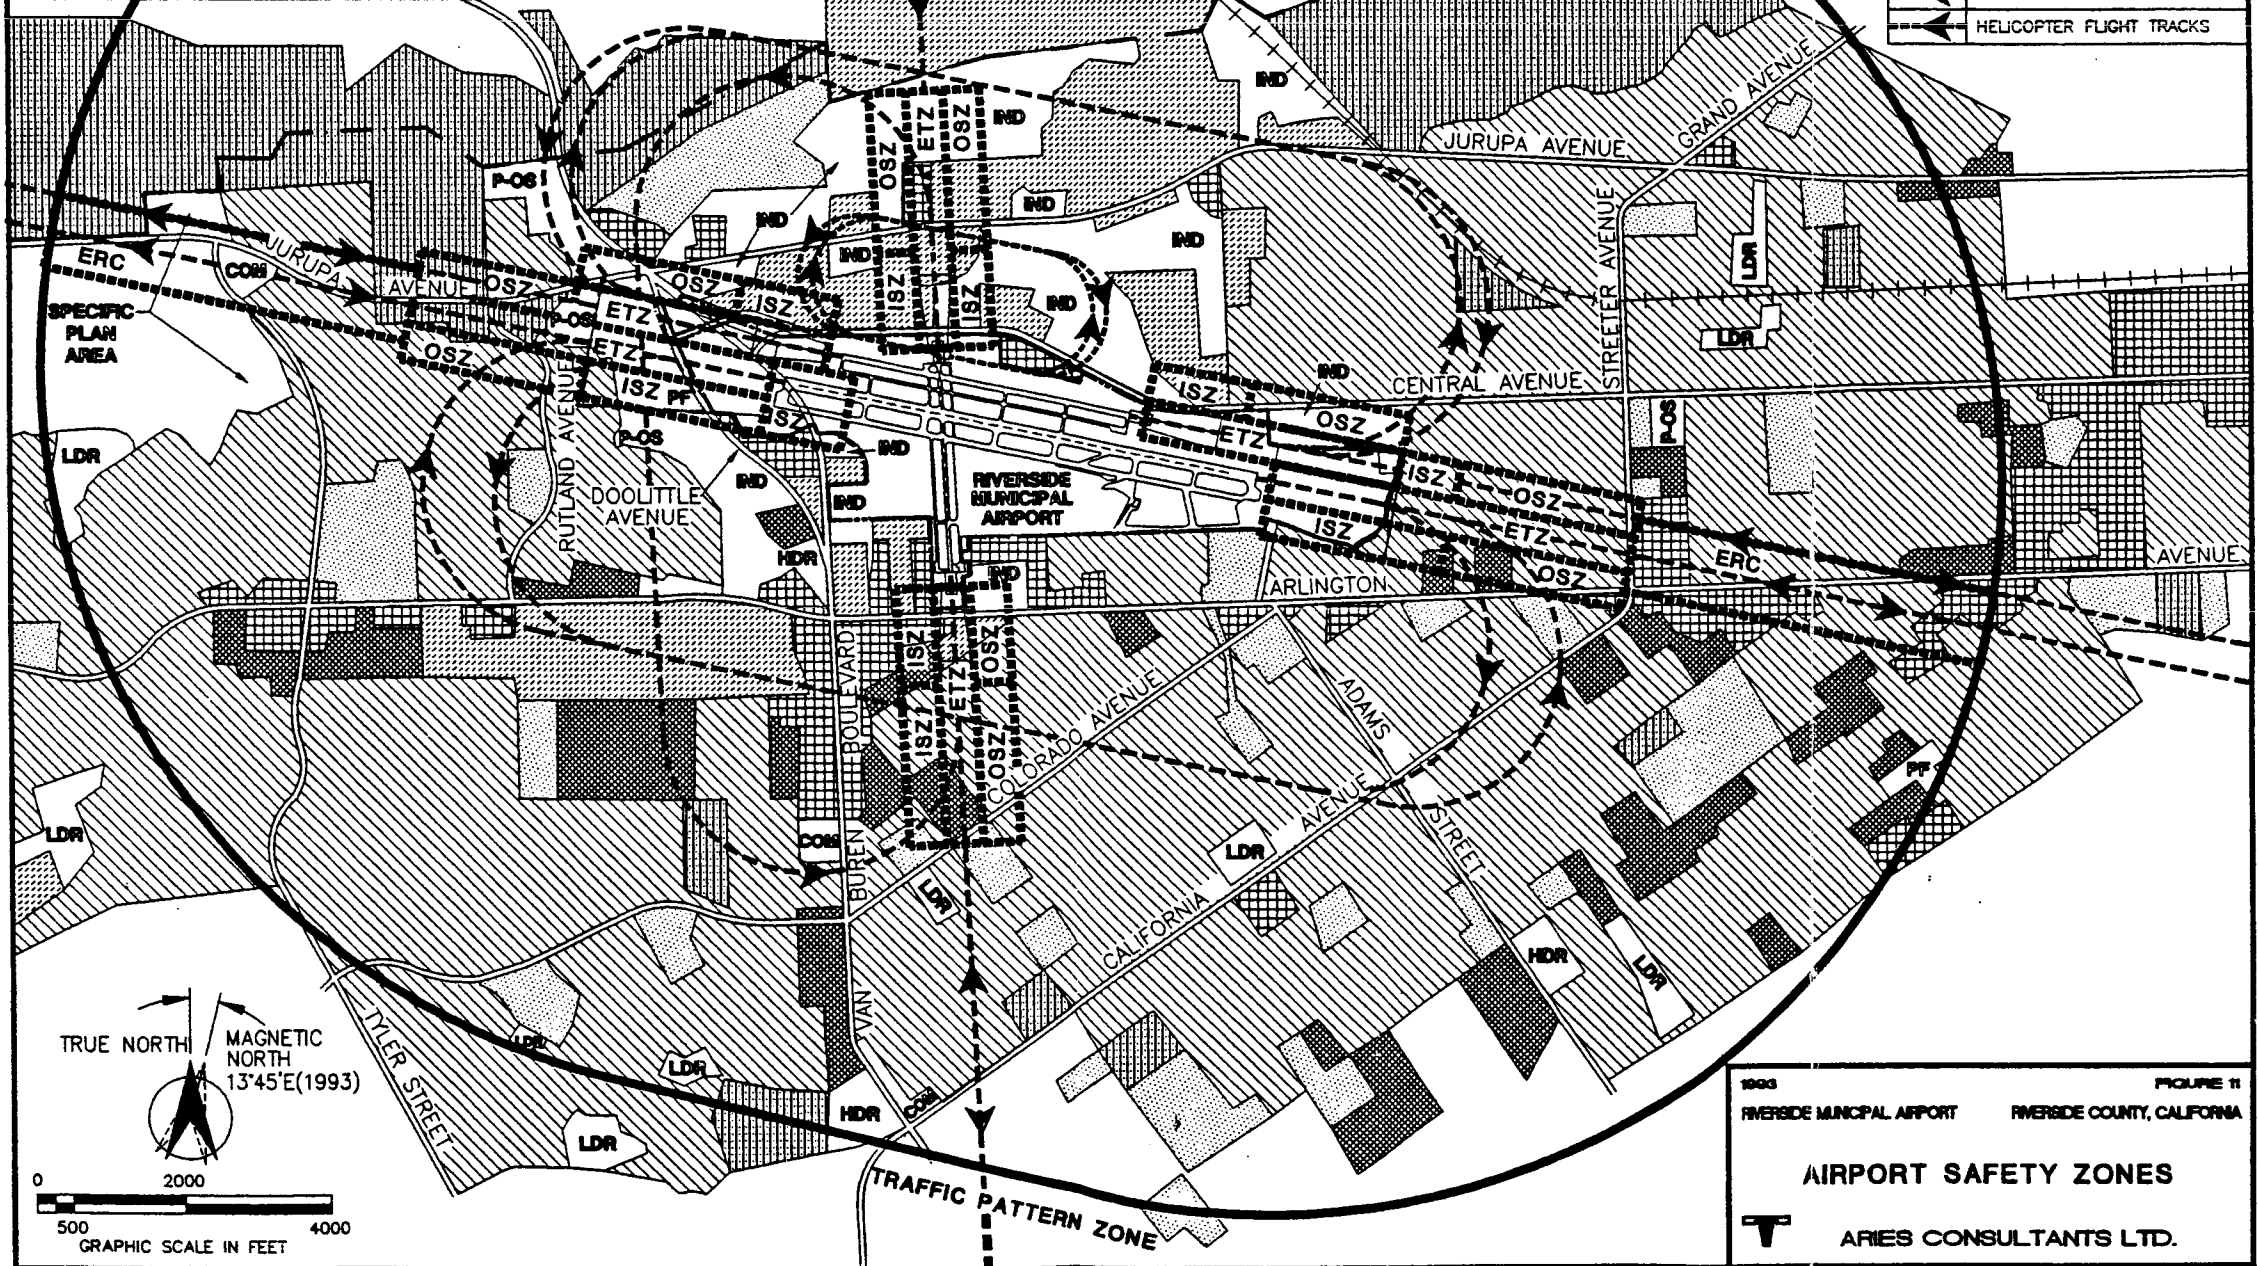 HELICOPTER FLIGHT TRACKS
IND
GRAND AVENUE
ETZ
OSZ
IND
OSZ
JURUPA AVENUE
P-OS
IND
IND
STREETER AVENUE
IND
IND
LDR
JURUPA
AVENUE
ERC
COM
OSZ
OSZ
ISZ
ISZ
ISZ
IND
SPECIFIC
PLAN
AREA
P-OS
ETZ
ETZ
OSZ
LDR
ISZ
PF
ISZ
IND
CENTRAL AVENUE
ISZ
OSZ
P-OS
RUTLAND AVENUE
P-OS
ETZ
LDR
IND
IND
IND
DOOLITTLE
AVENUE
RIVERSIDE
MUNICIPAL
AIRPORT
ISZ
OSZ
ISZ
ETZ
OSZ
HDR
ERC
AVENUE
IND
ARLINGTON
ISZ
OSZ
ETZ
ISZ
OSZ
VAN BUREN BOULEVARD
COLORADO AVENUE
ADAMS
STREET
PF
LDR
COM
LDR
LDR
CALIFORNIA AVENUE
HDR
LDR
LDR
LDR
TYLER STREET
HDR
COM
LDR
TRUE NORTH
MAGNETIC
NORTH
13°45'E(1993)
0 2000
500 4000
GRAPHIC SCALE IN FEET
TRAFFIC PATTERN ZONE
1993 FIGURE 11
RIVERSIDE MUNICIPAL AIRPORT RIVERSIDE COUNTY, CALIFORNIA
AIRPORT SAFETY ZONES
ARIES CONSULTANTS LTD.